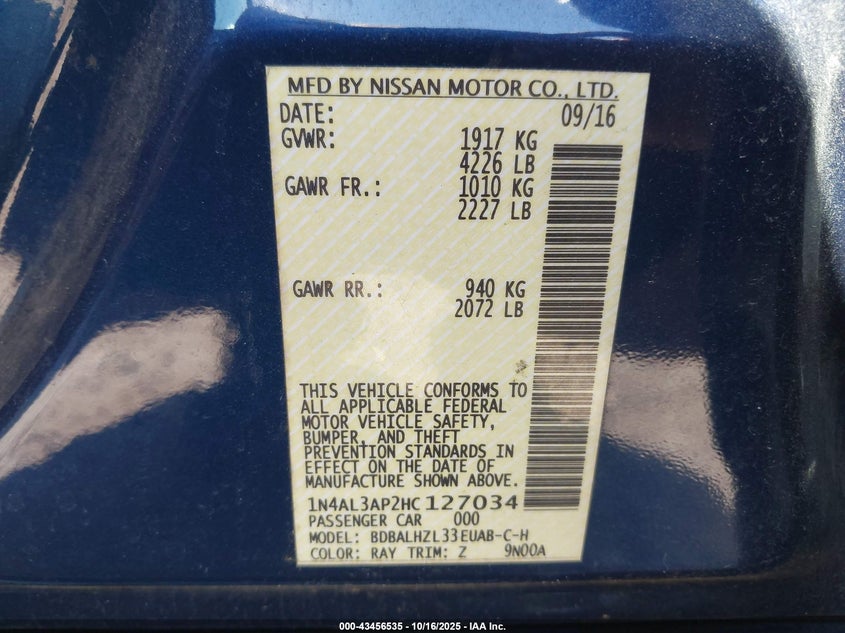 MFD BY NISSAN MOTOR CO., LTD.
DATE: 09/16
GVWR: 1917 KG
4226 LB
GAWR FR.: 1010 KG
2227 LB
GAWR RR.: 940 KG
2072 LB
THIS VEHICLE CONFORMS TO
ALL APPLICABLE FEDERAL
MOTOR VEHICLE SAFETY,
BUMPER, AND THEFT
PREVENTION STANDARDS IN
EFFECT ON THE DATE OF
MANUFACTURE SHOWN ABOVE.
1N4AL3AP2HC127034
PASSENGER CAR 000
MODEL: BDBALHZL33EUAB-C-H
COLOR: RAY TRIM: Z 9N00A
000-43456535 - 10/16/2025 - IAA Inc.